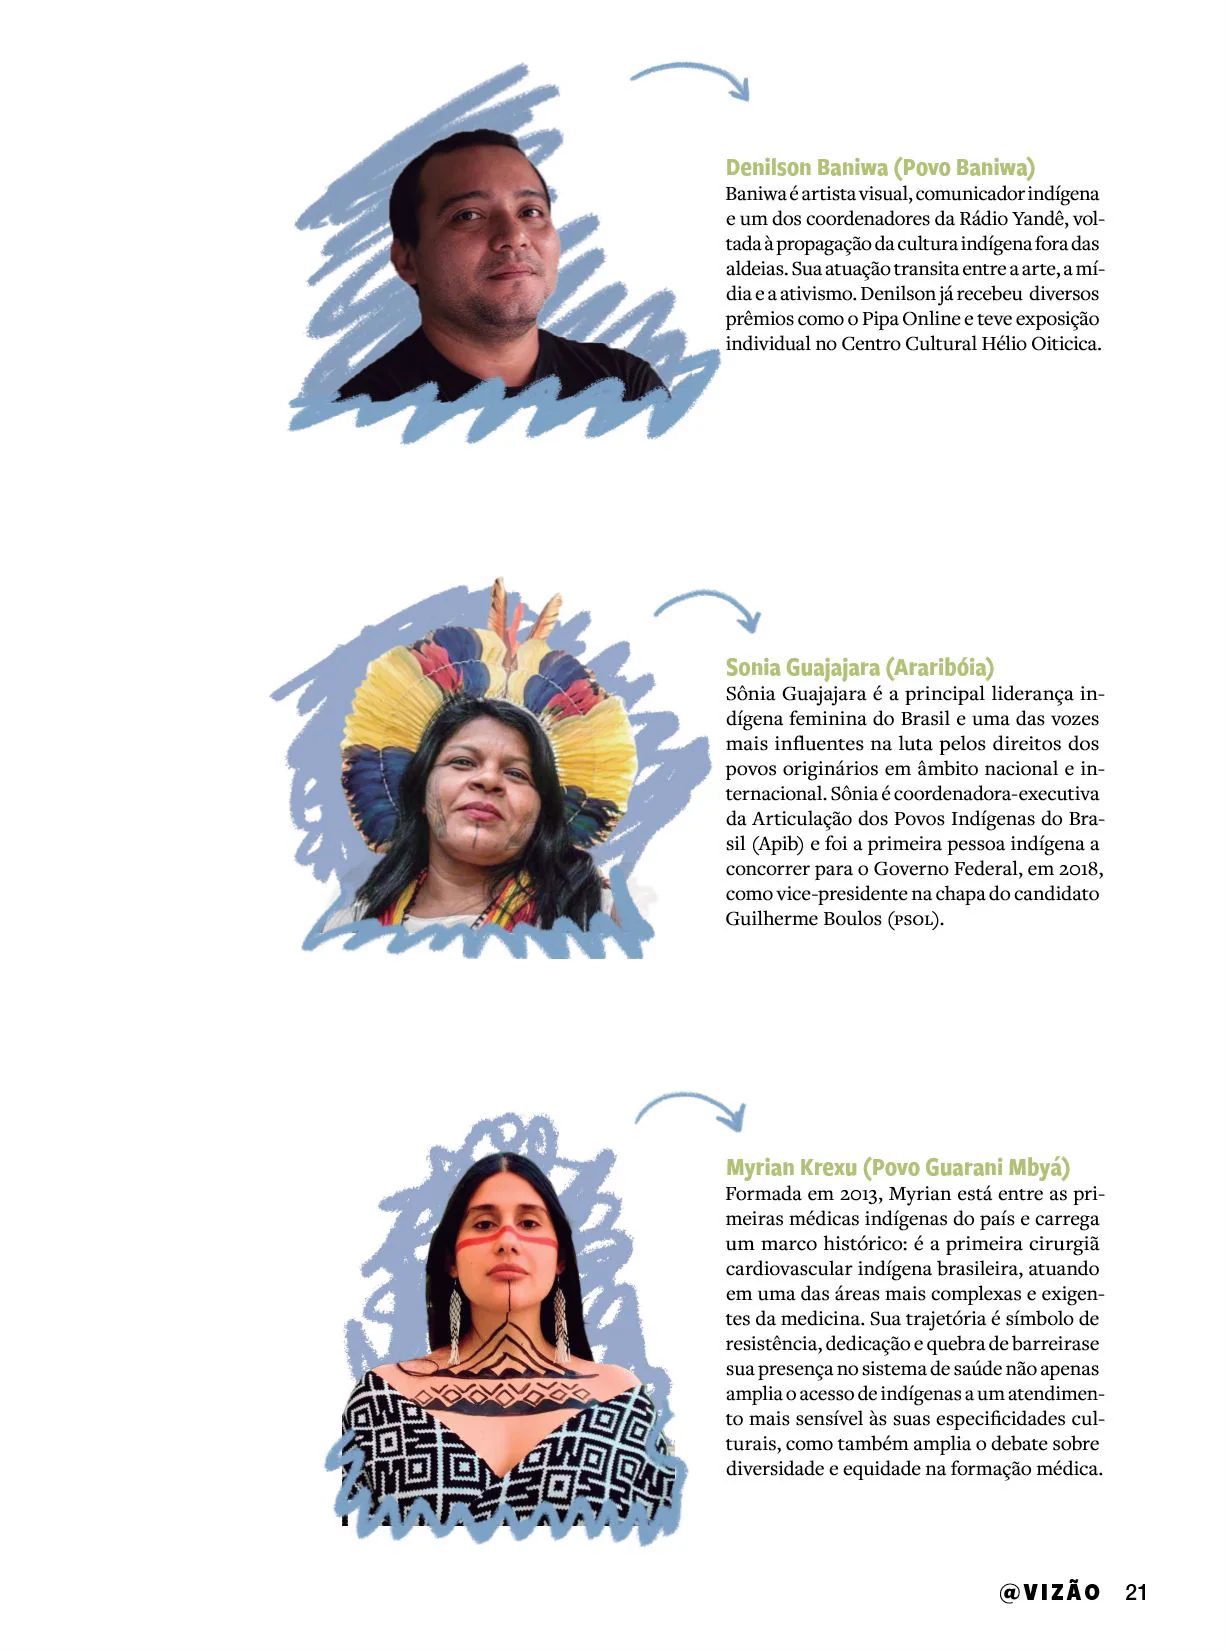 Denilson Baniwa (Povo Baniwa)
Baniwa é artista visual, comunicador indígena
e um dos coordenadores da Rádio Yandê, vol-
tada à propagação da cultura indígena fora das
aldeias. Sua atuação transita entre a arte, a mí-
dia e a ativismo. Denilson já recebeu diversos
prêmios como o Pipa Online e teve exposição
individual no Centro Cultural Hélio Oiticica.
Sonia Guajajara (Araribóia)
Sônia Guajajara é a principal liderança in-
dígena feminina do Brasil e uma das vozes
mais influentes na luta pelos direitos dos
povos originários em âmbito nacional e in-
ternacional. Sônia é coordenadora-executiva
da Articulação dos Povos Indígenas do Bra-
sil (Apib) e foi a primeira pessoa indígena a
concorrer para o Governo Federal, em 2018,
como vice-presidente na chapa do candidato
Guilherme Boulos (PSOL).
Myrian Krexu (Povo Guarani Mbyá)
Formada em 2013, Myrian está entre as pri-
meiras médicas indígenas do país e carrega
um marco histórico: é a primeira cirurgiã
cardiovascular indígena brasileira, atuando
em uma das áreas mais complexas e exigen-
tes da medicina. Sua trajetória é símbolo de
resistência, dedicação e quebra de barreirase
sua presença no sistema de saúde não apenas
amplia o acesso de indígenas a um atendimen-
to mais sensível às suas especificidades cul-
turais, como também amplia o debate sobre
diversidade e equidade na formação médica.
@VIZÃO 21